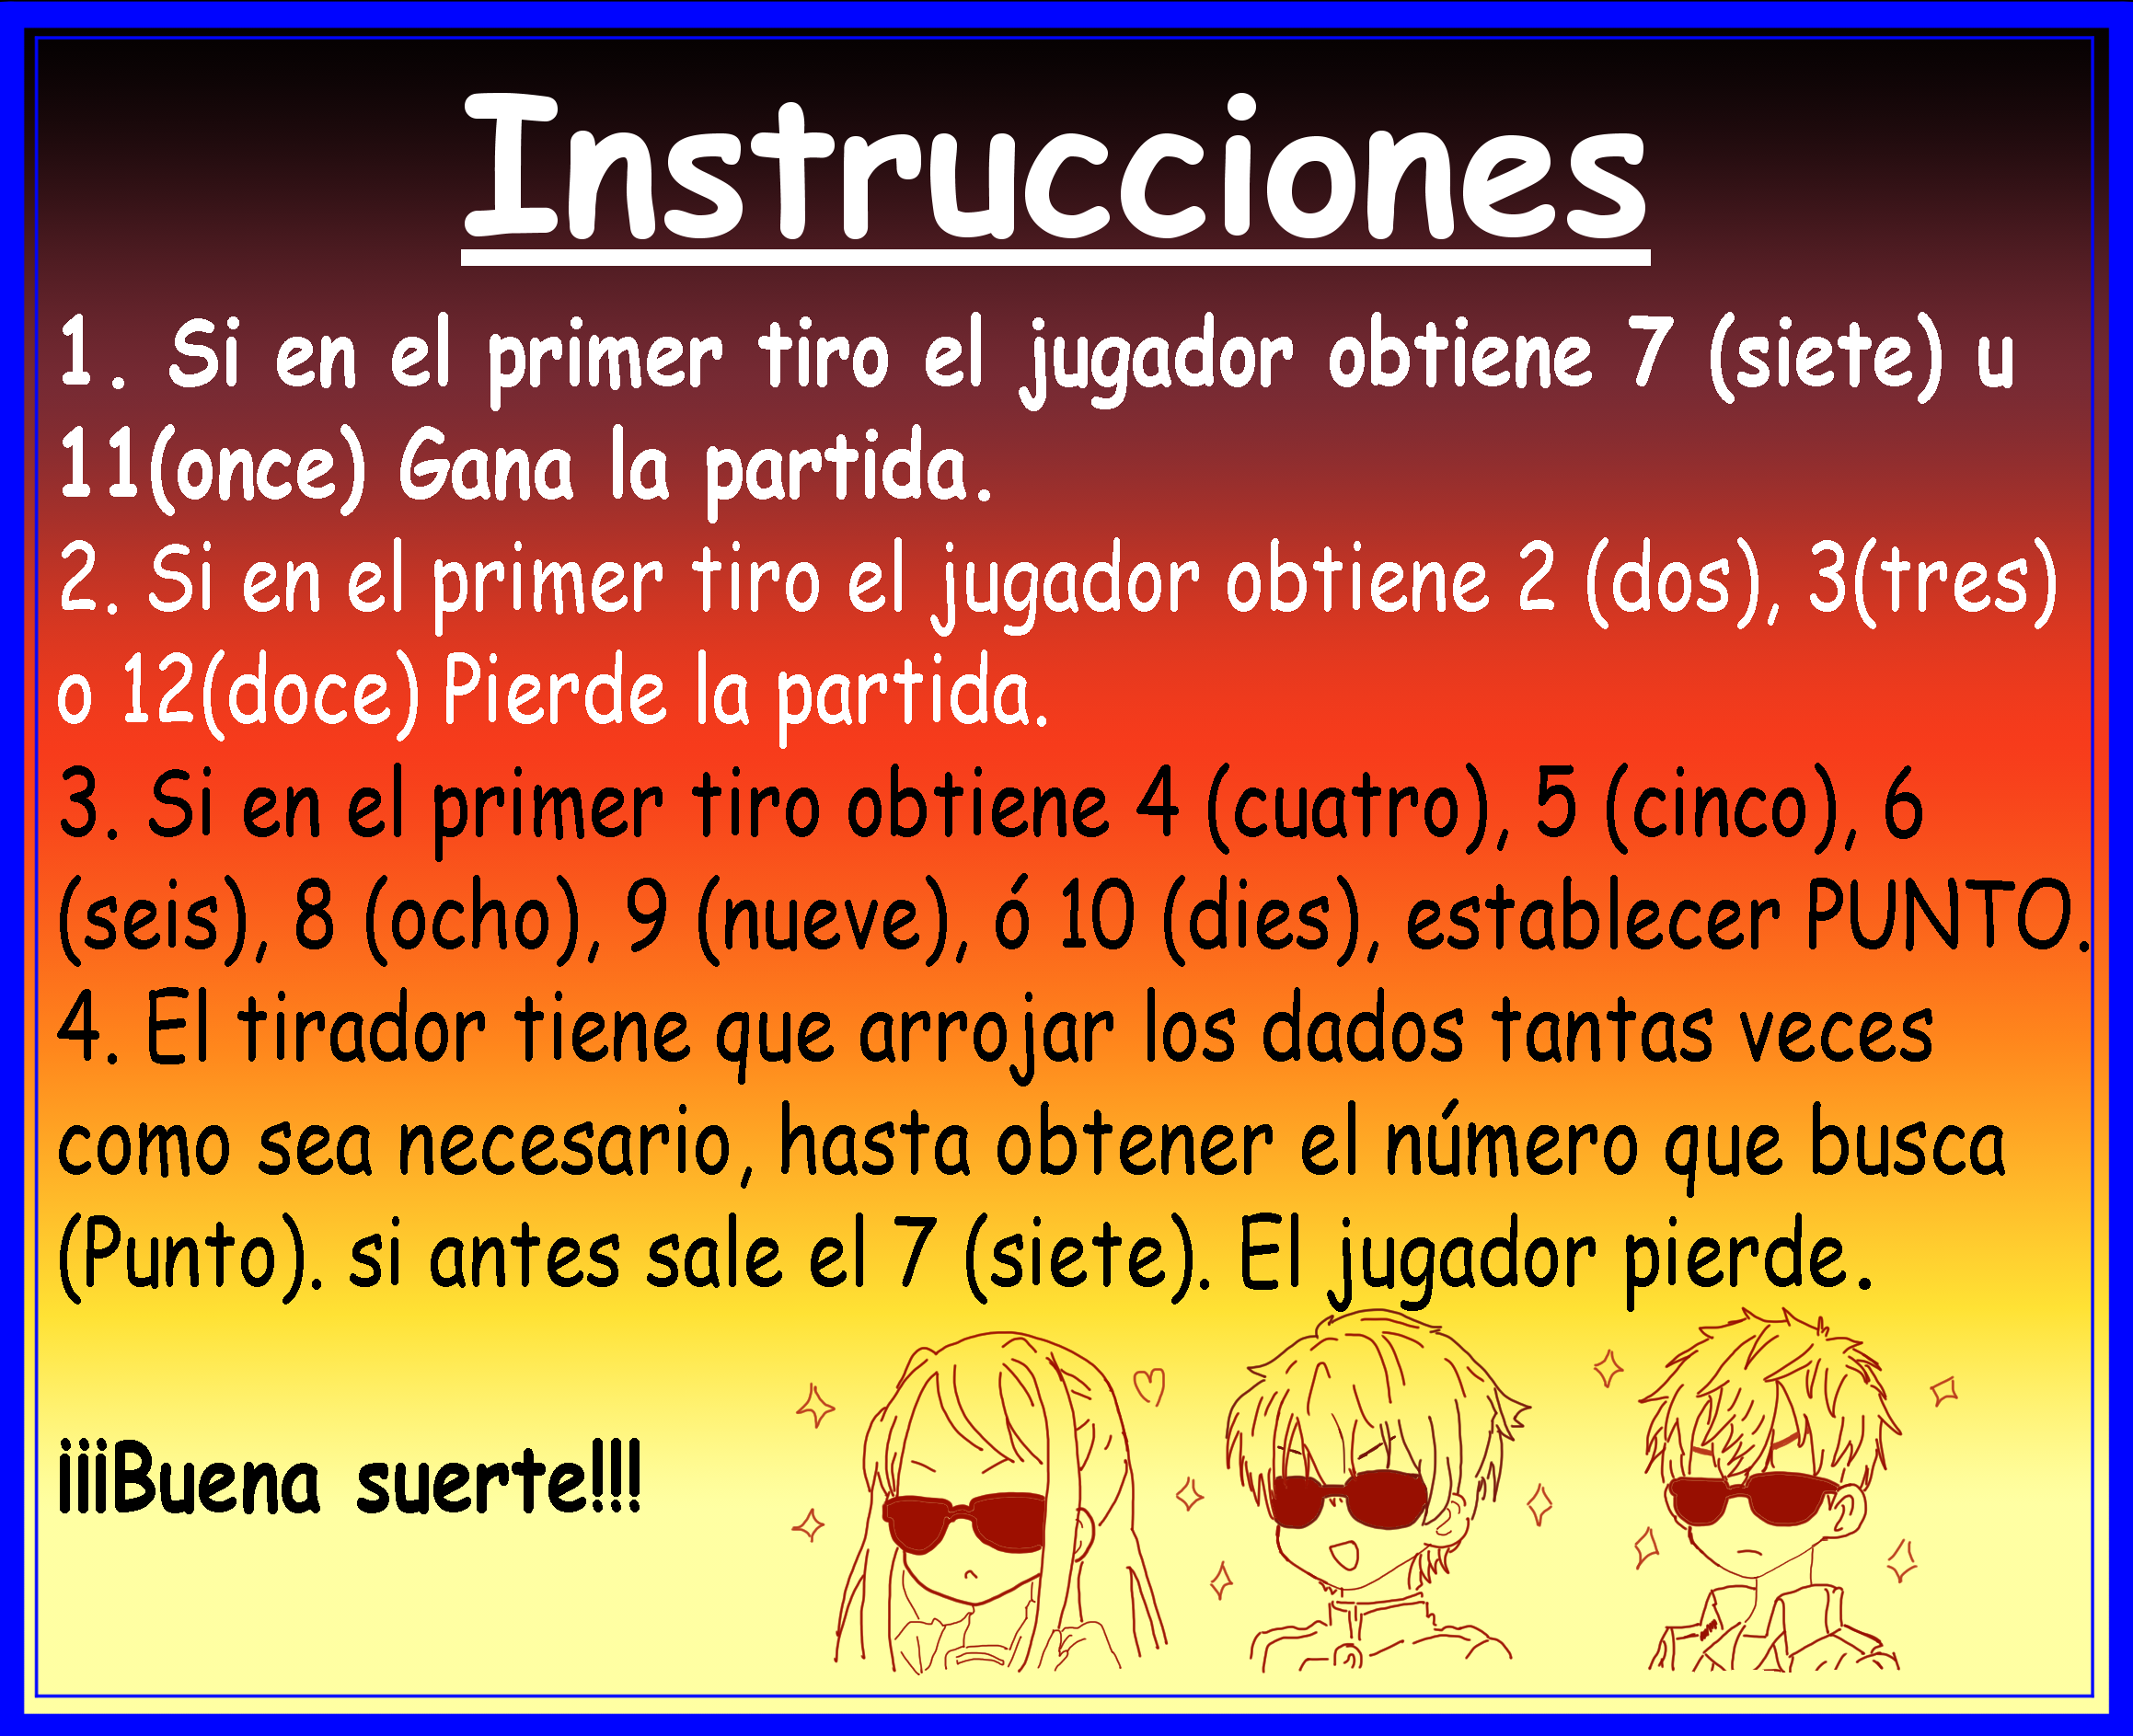 Instrucciones
1. Si en el primer tiro el jugador obtiene 7 (siete) u
11(once) Gana la partida.
2. Si en el primer tiro el jugador obtiene 2 (dos), 3(tres)
o 12(doce) Pierde la partida.
3. Si en el primer tiro obtiene 4 (cuatro), 5 (cinco), 6
(seis), 8 (ocho), 9 (nueve), ó 10 (dies), establecer PUNTO.
4. El tirador tiene que arrojar los dados tantas veces
como sea necesario, hasta obtener el número que busca
(Punto). si antes sale el 7 (siete). El jugador pierde.
¡¡¡Buena suerte!!!